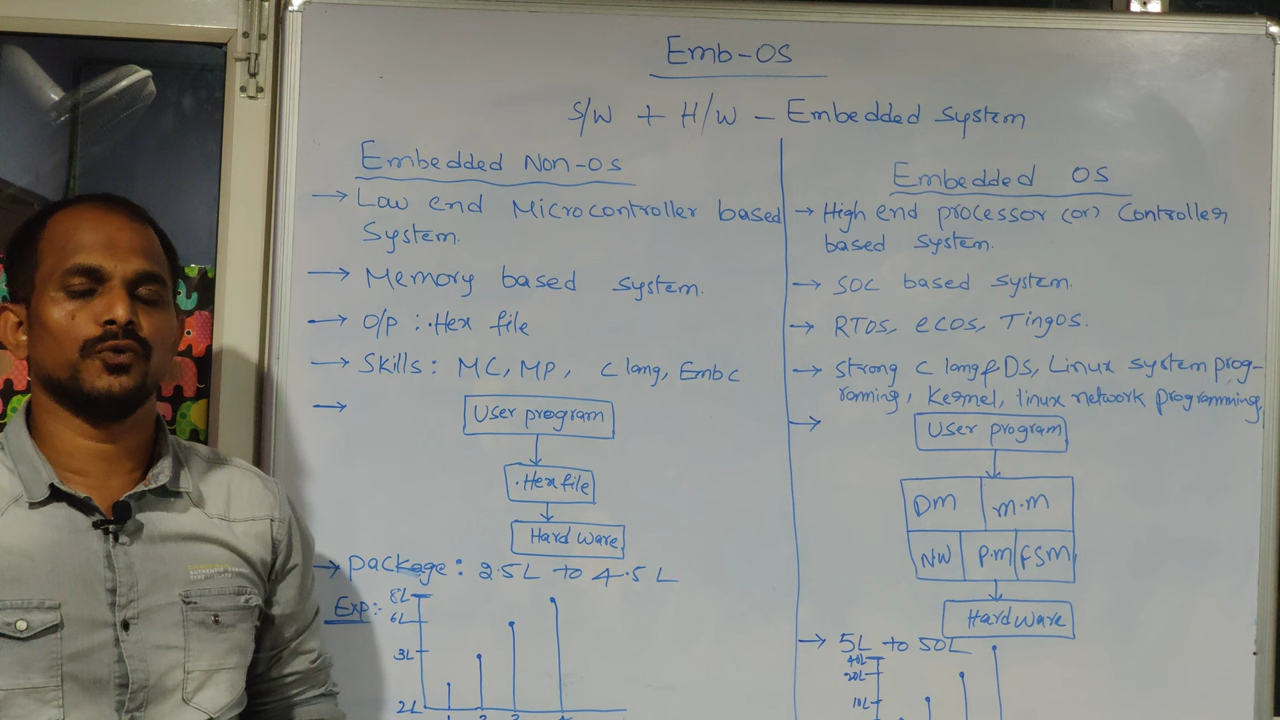 Emb-OS
S/W + H/W - Embedded system
Embedded Non-OS
→ Low end Microcontroller based
System.
→ Memory based system.
→ O/P : .Hex file
→ Skills: MC, MP, C lang, Emb C
→
User program
.Hex file
Hard Ware
→ package: 2.5L to 4.5 L
Exp:-
8L
6L
3L
2L
Embedded OS
→ High end processor (or) Controller
based system.
→ SOC based system.
→ RTOS, eCOS, TingOS.
→ strong C lang & DS, Linux system prog-
ramming, Kernel, linux network programming.
→
User program
DM M.M
NW P.M FSM
Hard Ware
→ 5L to 50L
40L
20L
10L